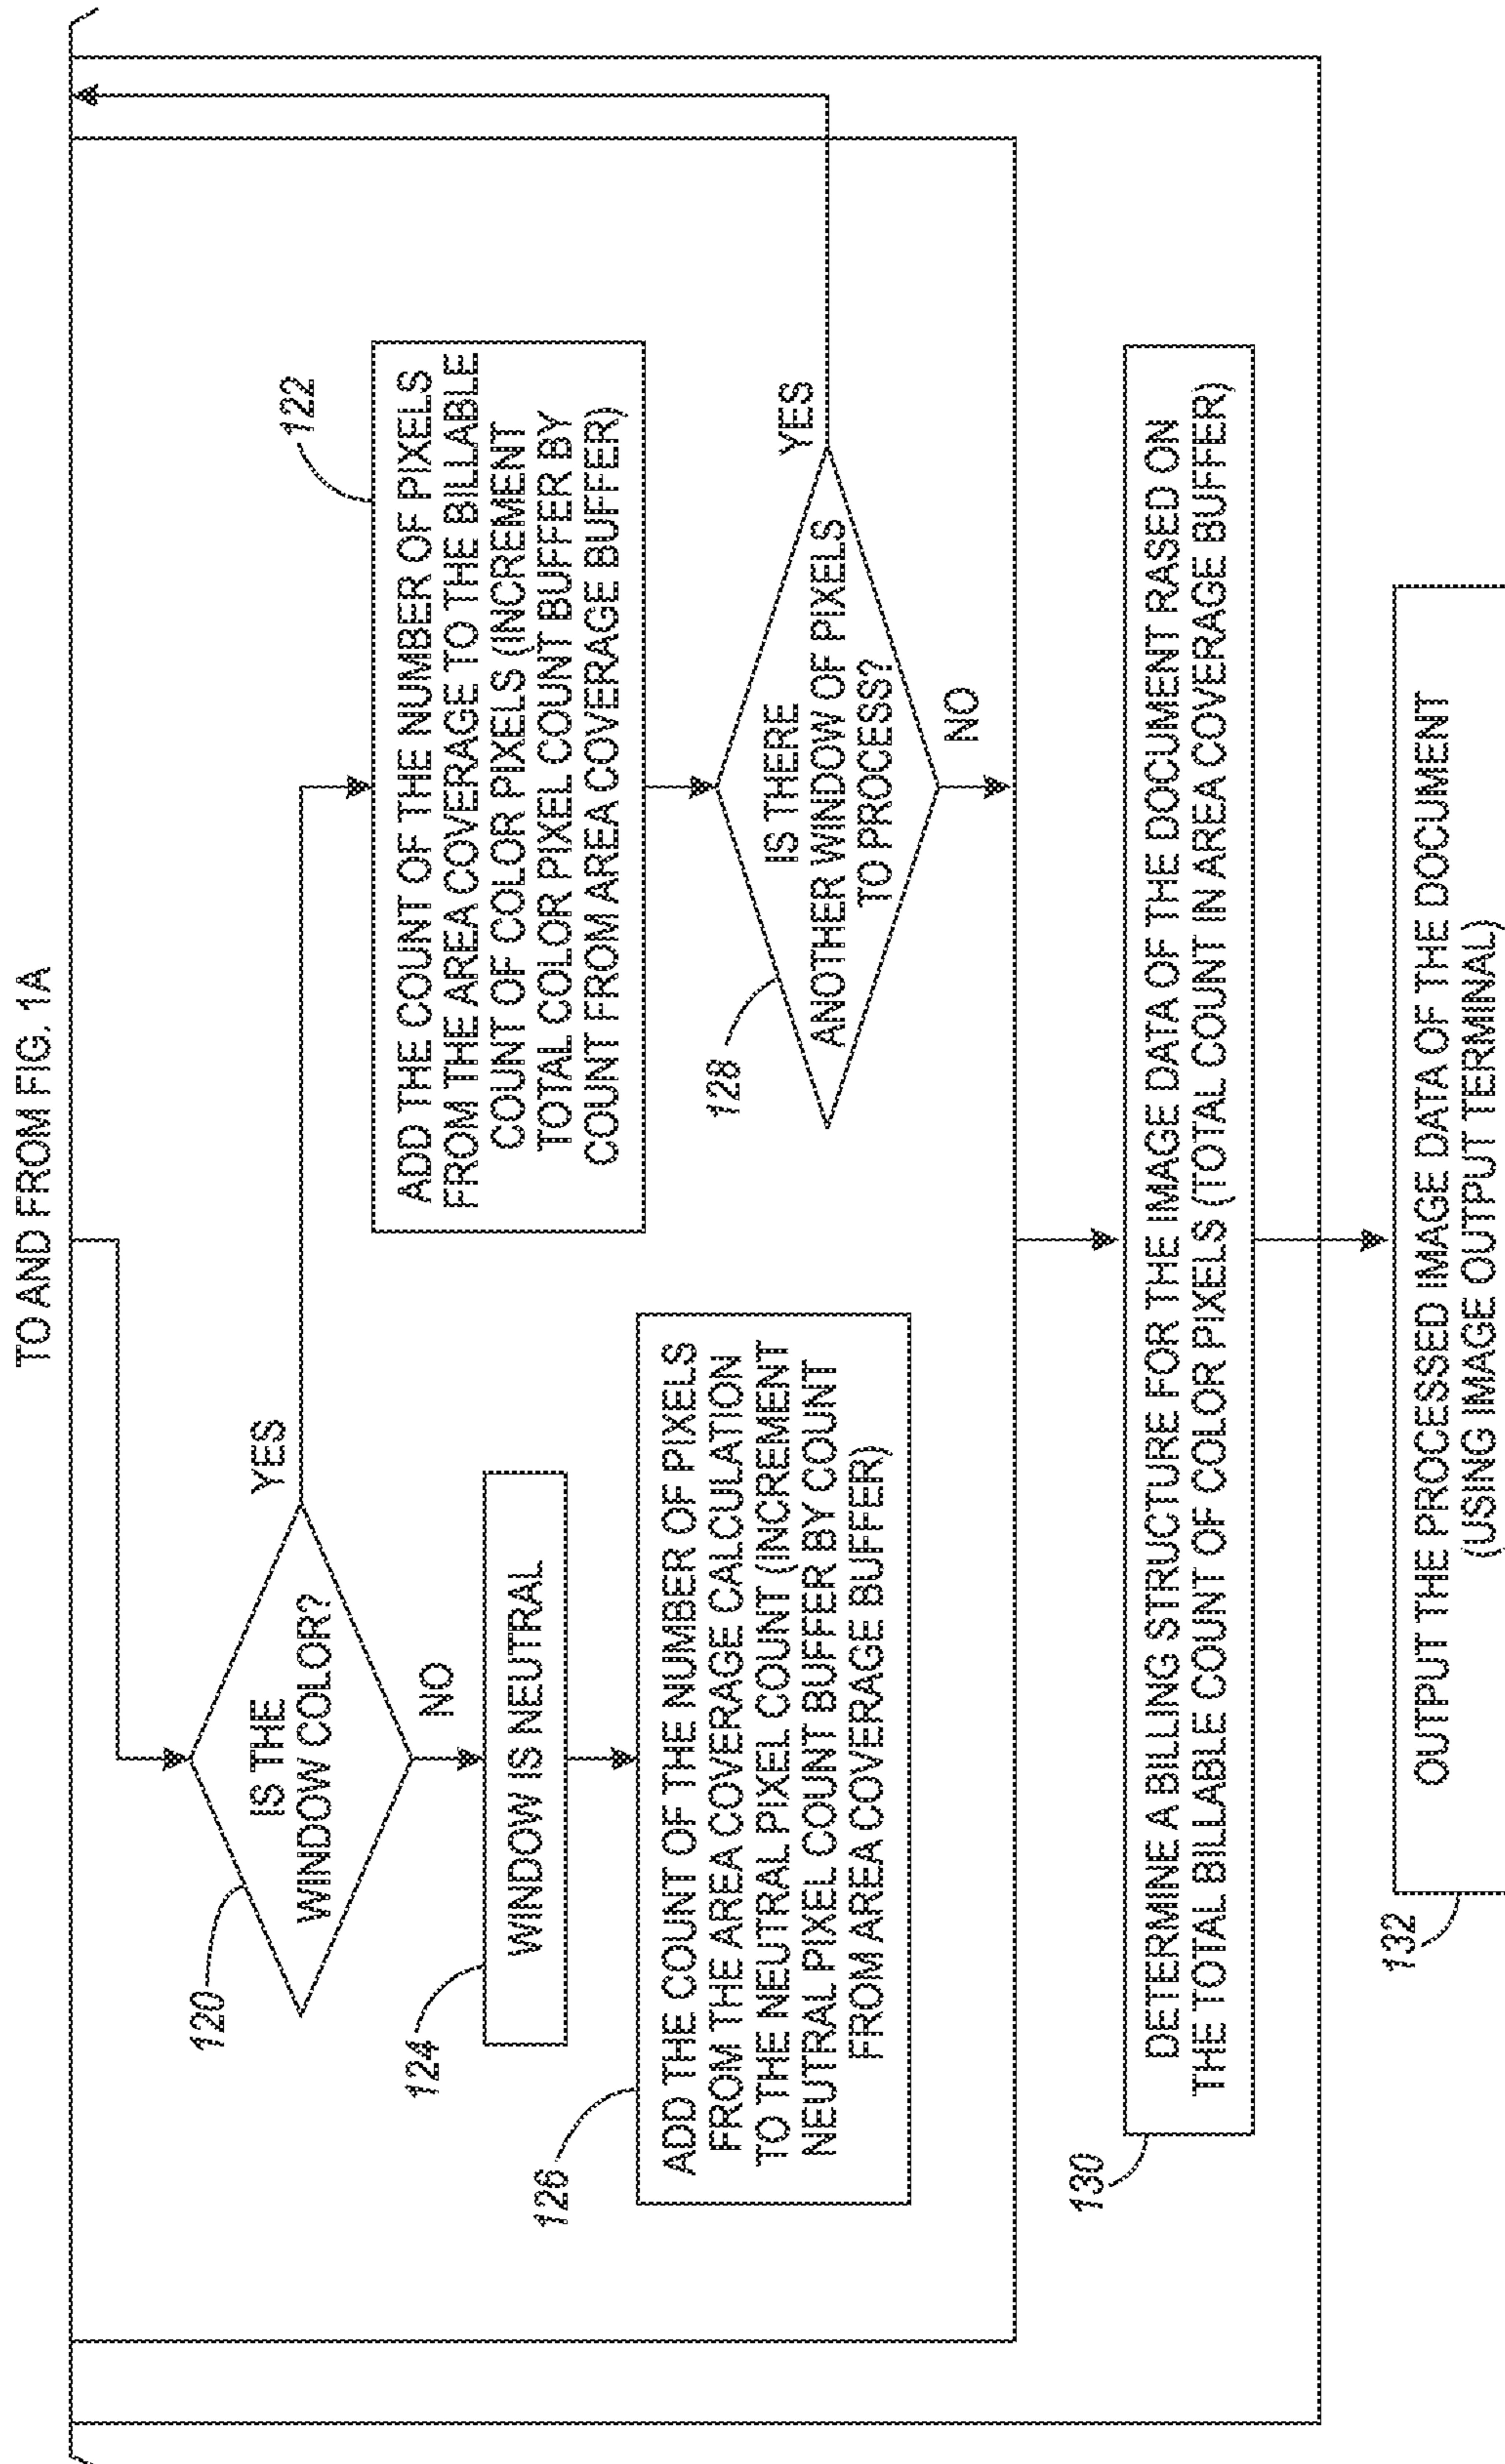 TO AND FROM FIG. 1A
120
IS THE
WINDOW COLOR?
YES
NO
124
WINDOW IS NEUTRAL
126
ADD THE COUNT OF THE NUMBER OF PIXELS
FROM THE AREA COVERAGE CALCULATION
TO THE NEUTRAL PIXEL COUNT (INCREMENT
NEUTRAL PIXEL COUNT BUFFER BY COUNT
FROM AREA COVERAGE BUFFER)
122
ADD THE COUNT OF THE NUMBER OF PIXELS
FROM THE AREA COVERAGE TO THE BILLABLE
COUNT OF COLOR PIXELS (INCREMENT
TOTAL COLOR PIXEL COUNT BUFFER BY
COUNT FROM AREA COVERAGE BUFFER)
128
IS THERE
ANOTHER WINDOW OF PIXELS
TO PROCESS?
YES
NO
130
DETERMINE A BILLING STRUCTURE FOR THE IMAGE DATA OF THE DOCUMENT RASED ON
THE TOTAL BILLABLE COUNT OF COLOR PIXELS (TOTAL COUNT IN AREA COVERAGE BUFFER)
132
OUTPUT THE PROCESSED IMAGE DATA OF THE DOCUMENT
(USING IMAGE OUTPUT TERMINAL)